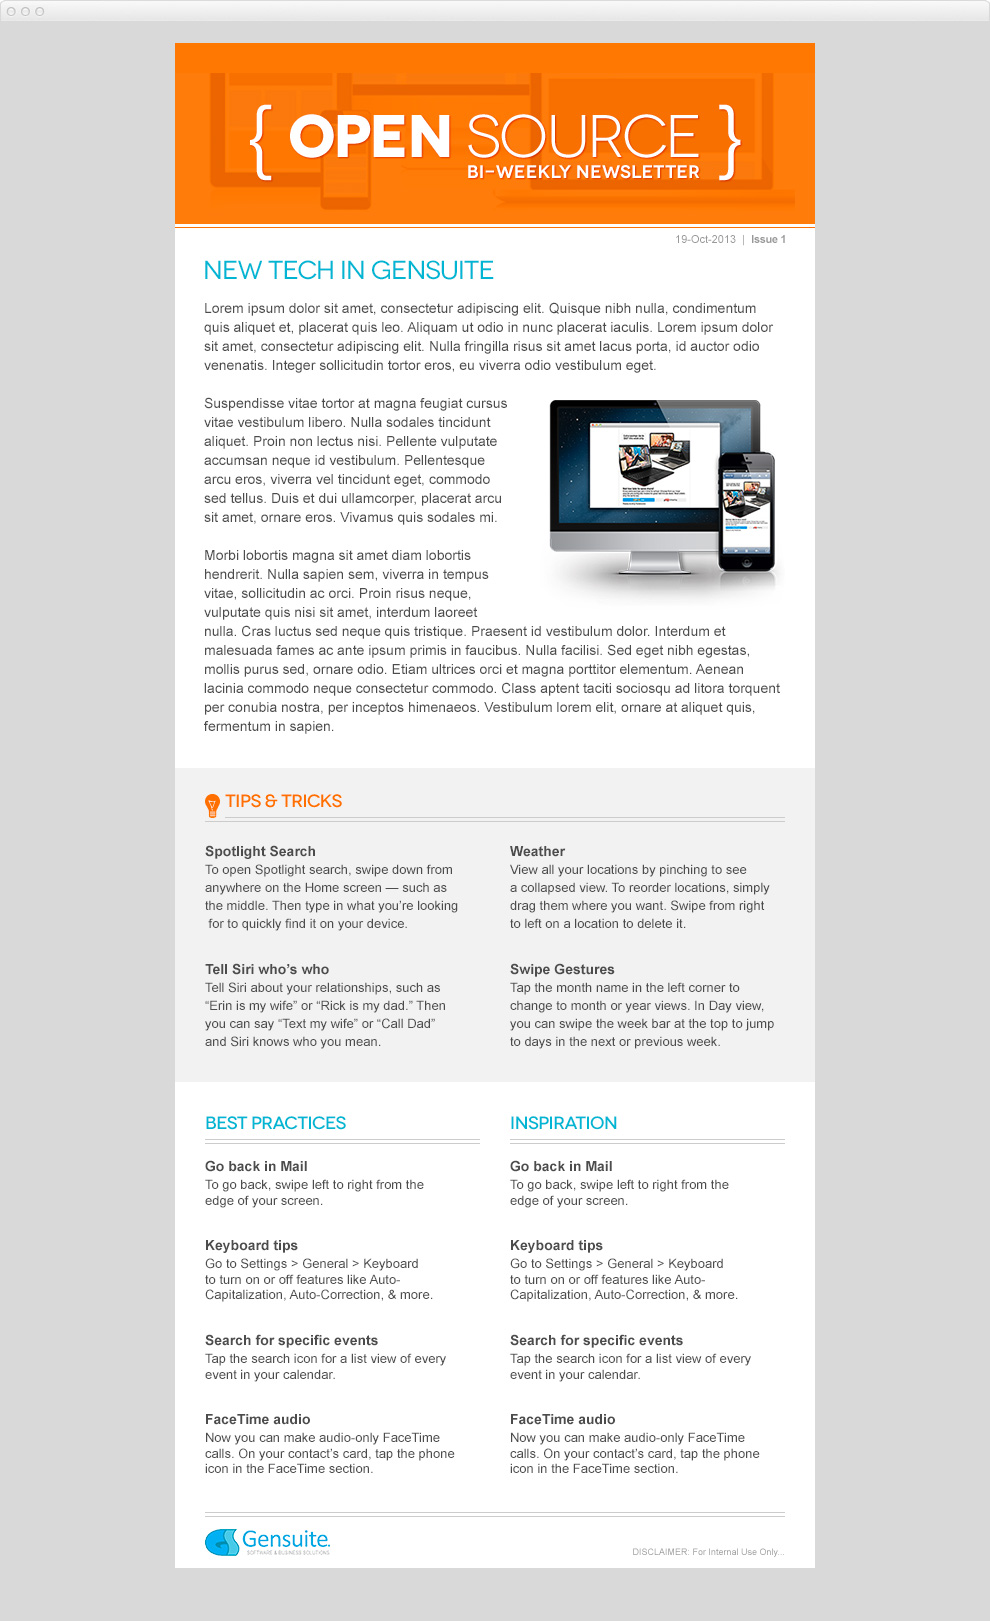 { OPEN SOURCE }
BI-WEEKLY NEWSLETTER
19-Oct-2013 | Issue 1
NEW TECH IN GENSUITE
Lorem ipsum dolor sit amet, consectetur adipiscing elit. Quisque nibh nulla, condimentum
quis aliquet et, placerat quis leo. Aliquam ut odio in nunc placerat iaculis. Lorem ipsum dolor
sit amet, consectetur adipiscing elit. Nulla fringilla risus sit amet lacus porta, id auctor odio
venenatis. Integer sollicitudin tortor eros, eu viverra odio vestibulum eget.
Suspendisse vitae tortor at magna feugiat cursus
vitae vestibulum libero. Nulla sodales tincidunt
aliquet. Proin non lectus nisi. Pellente vulputate
accumsan neque id vestibulum. Pellentesque
arcu eros, viverra vel tincidunt eget, commodo
sed tellus. Duis et dui ullamcorper, placerat arcu
sit amet, ornare eros. Vivamus quis sodales mi.
Morbi lobortis magna sit amet diam lobortis
hendrerit. Nulla sapien sem, viverra in tempus
vitae, sollicitudin ac orci. Proin risus neque,
vulputate quis nisi sit amet, interdum laoreet
nulla. Cras luctus sed neque quis tristique. Praesent id vestibulum dolor. Interdum et
malesuada fames ac ante ipsum primis in faucibus. Nulla facilisi. Sed eget nibh egestas,
mollis purus sed, ornare odio. Etiam ultrices orci et magna porttitor elementum. Aenean
lacinia commodo neque consectetur commodo. Class aptent taciti sociosqu ad litora torquent
per conubia nostra, per inceptos himenaeos. Vestibulum lorem elit, ornare at aliquet quis,
fermentum in sapien.
TIPS & TRICKS
Spotlight Search
To open Spotlight search, swipe down from
anywhere on the Home screen — such as
the middle. Then type in what you’re looking
for to quickly find it on your device.
Weather
View all your locations by pinching to see
a collapsed view. To reorder locations, simply
drag them where you want. Swipe from right
to left on a location to delete it.
Tell Siri who’s who
Tell Siri about your relationships, such as
“Erin is my wife” or “Rick is my dad.” Then
you can say “Text my wife” or “Call Dad”
and Siri knows who you mean.
Swipe Gestures
Tap the month name in the left corner to
change to month or year views. In Day view,
you can swipe the week bar at the top to jump
to days in the next or previous week.
BEST PRACTICES
Go back in Mail
To go back, swipe left to right from the
edge of your screen.
Keyboard tips
Go to Settings > General > Keyboard
to turn on or off features like Auto-
Capitalization, Auto-Correction, & more.
Search for specific events
Tap the search icon for a list view of every
event in your calendar.
FaceTime audio
Now you can make audio-only FaceTime
calls. On your contact’s card, tap the phone
icon in the FaceTime section.
INSPIRATION
Go back in Mail
To go back, swipe left to right from the
edge of your screen.
Keyboard tips
Go to Settings > General > Keyboard
to turn on or off features like Auto-
Capitalization, Auto-Correction, & more.
Search for specific events
Tap the search icon for a list view of every
event in your calendar.
FaceTime audio
Now you can make audio-only FaceTime
calls. On your contact’s card, tap the phone
icon in the FaceTime section.
Gensuite.
SOFTWARE & BUSINESS SOLUTIONS
DISCLAIMER: For Internal Use Only...